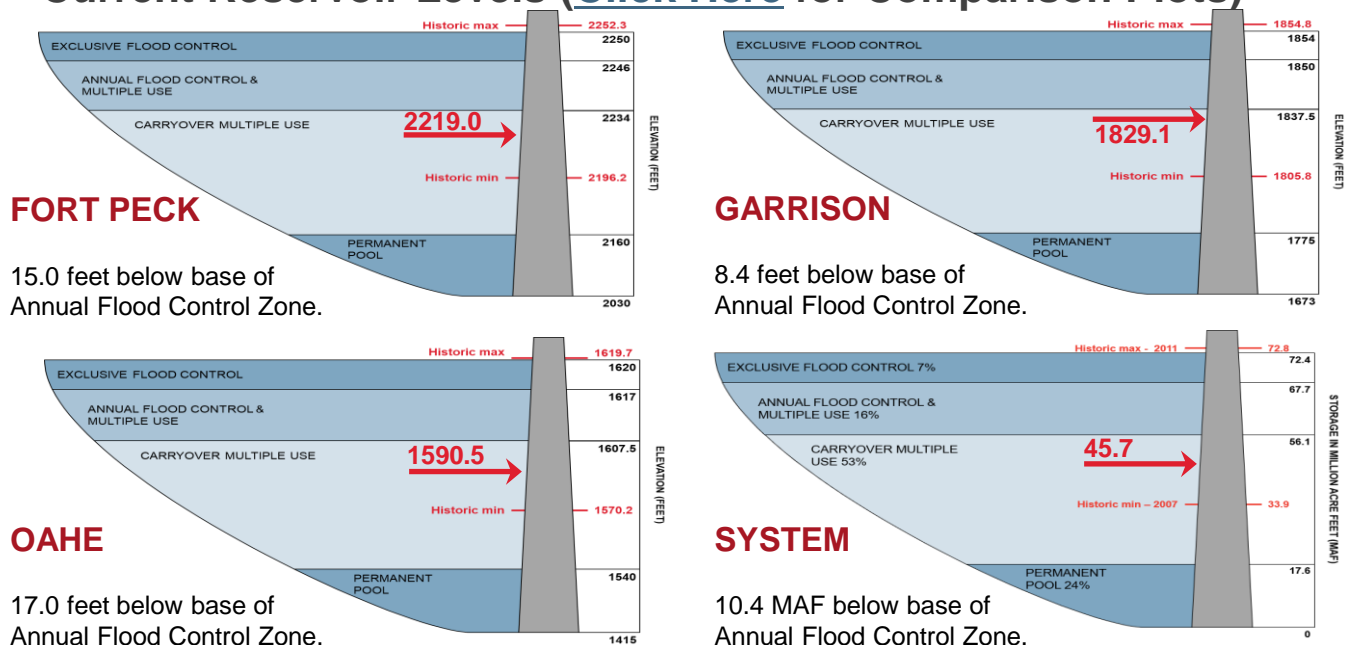 Current Reservoir Levels (Click Here for Comparison Plots)
Historic max
2252.3
2250
EXCLUSIVE FLOOD CONTROL
2246
ANNUAL FLOOD CONTROL &
MULTIPLE USE
2234
CARRYOVER MULTIPLE USE
2219.0
Historic min
2196.2
FORT PECK
2160
PERMANENT
POOL
15.0 feet below base of
Annual Flood Control Zone.
2030
ELEVATION (FEET)
Historic max
1854.8
1854
EXCLUSIVE FLOOD CONTROL
1850
ANNUAL FLOOD CONTROL &
MULTIPLE USE
1837.5
CARRYOVER MULTIPLE USE
1829.1
Historic min
1805.8
GARRISON
1775
PERMANENT
POOL
8.4 feet below base of
Annual Flood Control Zone.
1673
ELEVATION (FEET)
Historic max
1619.7
1620
EXCLUSIVE FLOOD CONTROL
1617
ANNUAL FLOOD CONTROL &
MULTIPLE USE
1607.5
CARRYOVER MULTIPLE USE
1590.5
Historic min
1570.2
OAHE
1540
PERMANENT
POOL
17.0 feet below base of
Annual Flood Control Zone.
1415
ELEVATION (FEET)
Historic max - 2011
72.8
72.4
EXCLUSIVE FLOOD CONTROL 7%
67.7
ANNUAL FLOOD CONTROL &
MULTIPLE USE 16%
56.1
CARRYOVER MULTIPLE
USE 53%
45.7
Historic min – 2007
33.9
SYSTEM
17.6
PERMANENT
POOL 24%
10.4 MAF below base of
Annual Flood Control Zone.
0
STORAGE IN MILLION ACRE FEET (MAF)